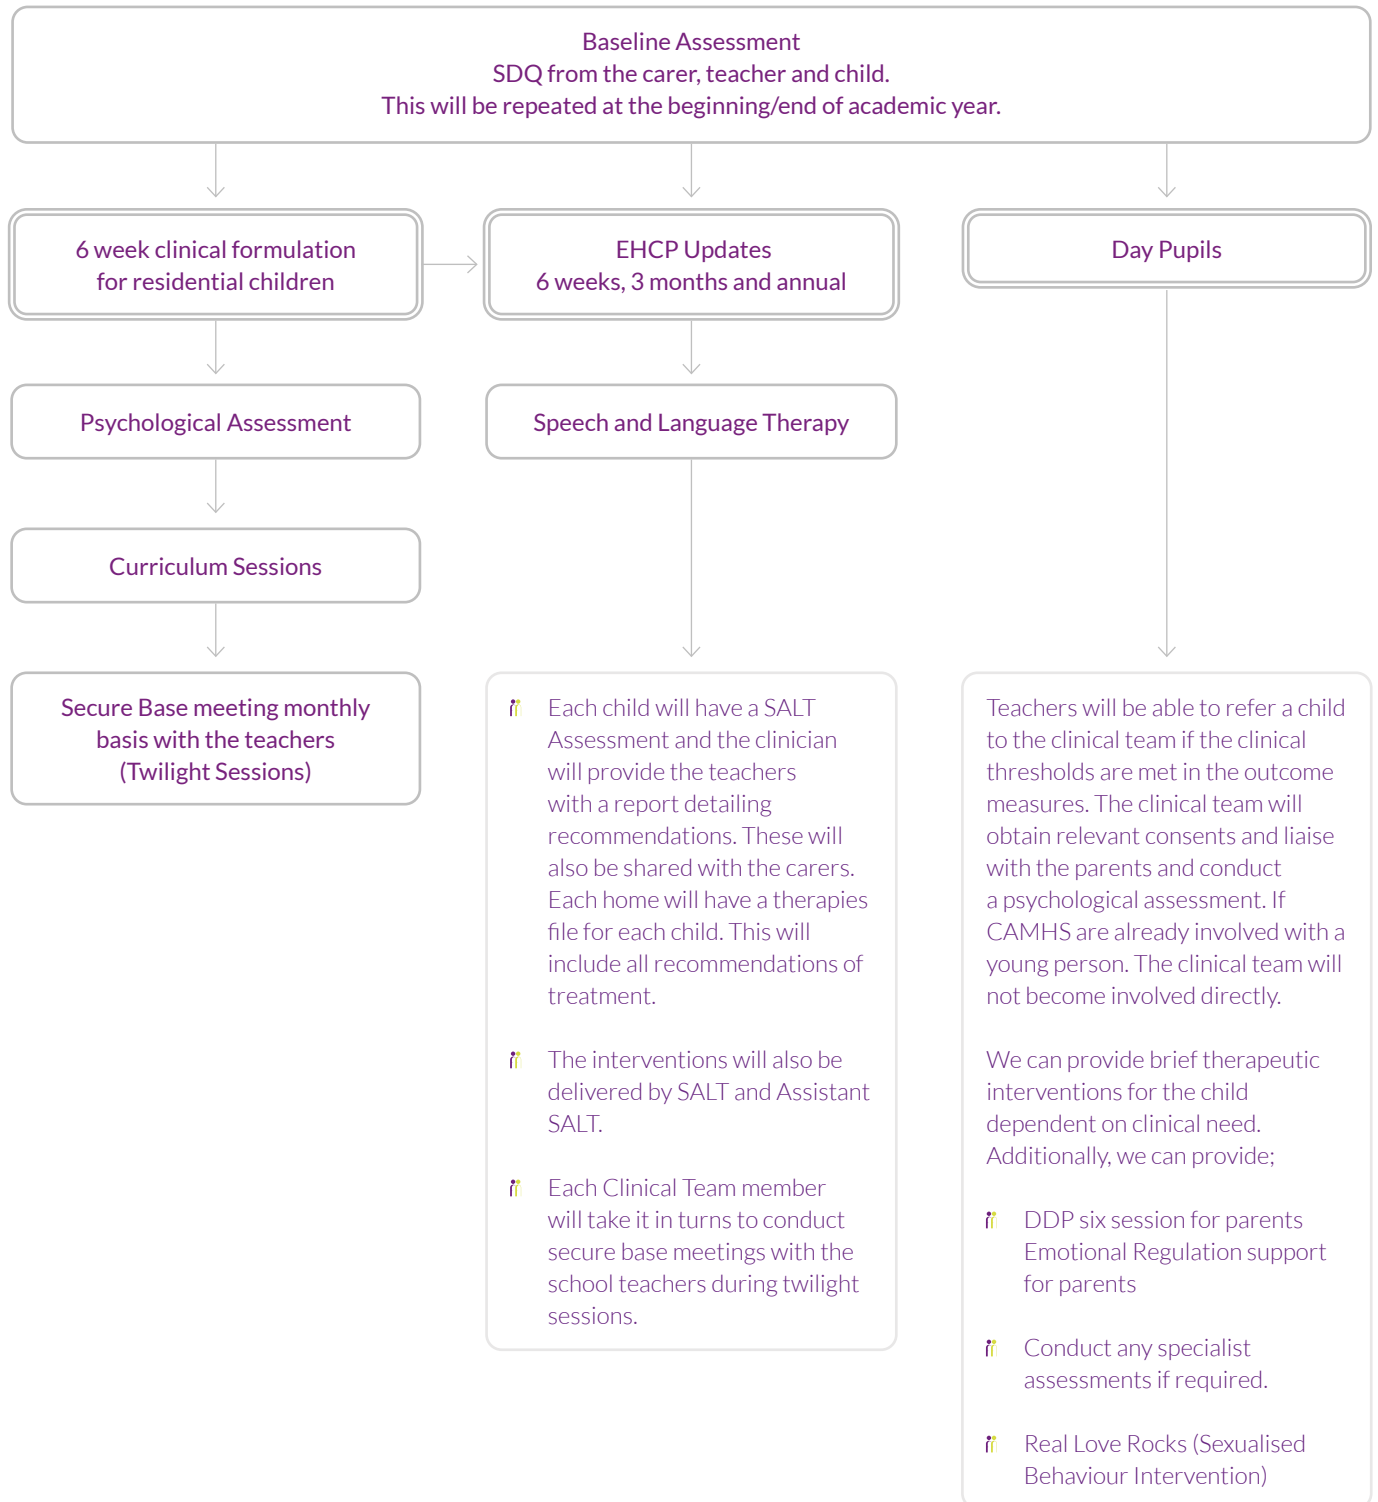 Baseline Assessment
SDQ from the carer, teacher and child.
This will be repeated at the beginning/end of academic year.
6 week clinical formulation
for residential children
EHCP Updates
6 weeks, 3 months and annual
Day Pupils
Psychological Assessment
Speech and Language Therapy
Curriculum Sessions
Secure Base meeting monthly
basis with the teachers
(Twilight Sessions)
Each child will have a SALT
Assessment and the clinician
will provide the teachers
with a report detailing
recommendations. These will
also be shared with the carers.
Each home will have a therapies
file for each child. This will
include all recommendations of
treatment.
The interventions will also be
delivered by SALT and Assistant
SALT.
Each Clinical Team member
will take it in turns to conduct
secure base meetings with the
school teachers during twilight
sessions.
Teachers will be able to refer a child
to the clinical team if the clinical
thresholds are met in the outcome
measures. The clinical team will
obtain relevant consents and liaise
with the parents and conduct
a psychological assessment. If
CAMHS are already involved with a
young person. The clinical team will
not become involved directly.
We can provide brief therapeutic
interventions for the child
dependent on clinical need.
Additionally, we can provide;
DDP six session for parents
Emotional Regulation support
for parents
Conduct any specialist
assessments if required.
Real Love Rocks (Sexualised
Behaviour Intervention)